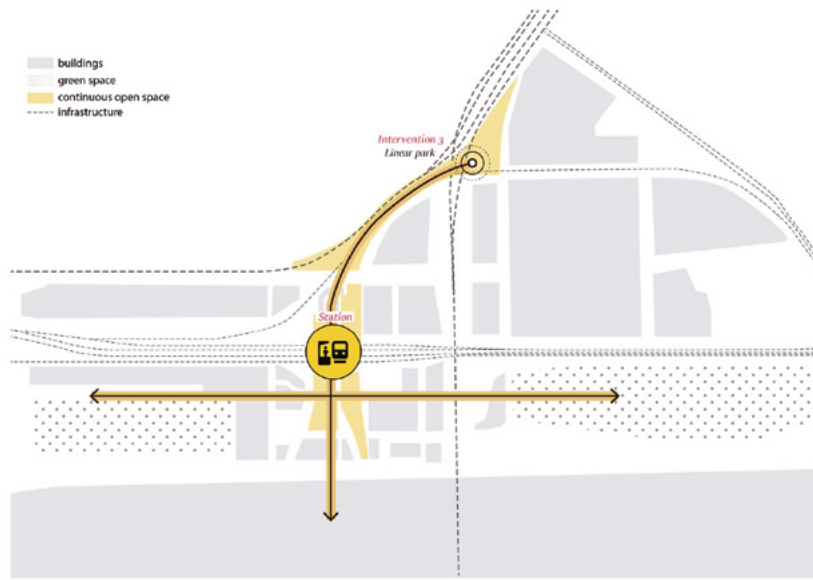 buildings
green space
continuous open space
infrastructure
Intervention 3
Linear park
Station